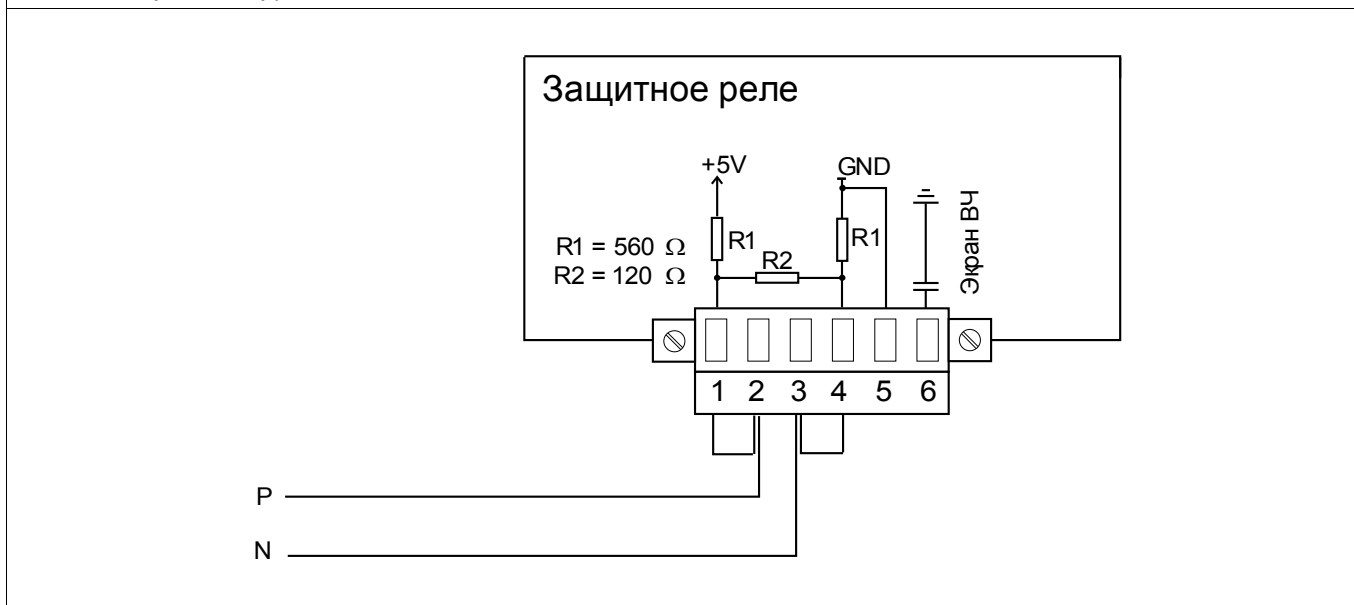 Защитное реле
+5V
GND
R1 = 560 Ω
R2 = 120 Ω
R1
R2
R1
Экран ВЧ
1 2 3 4 5 6
P
N